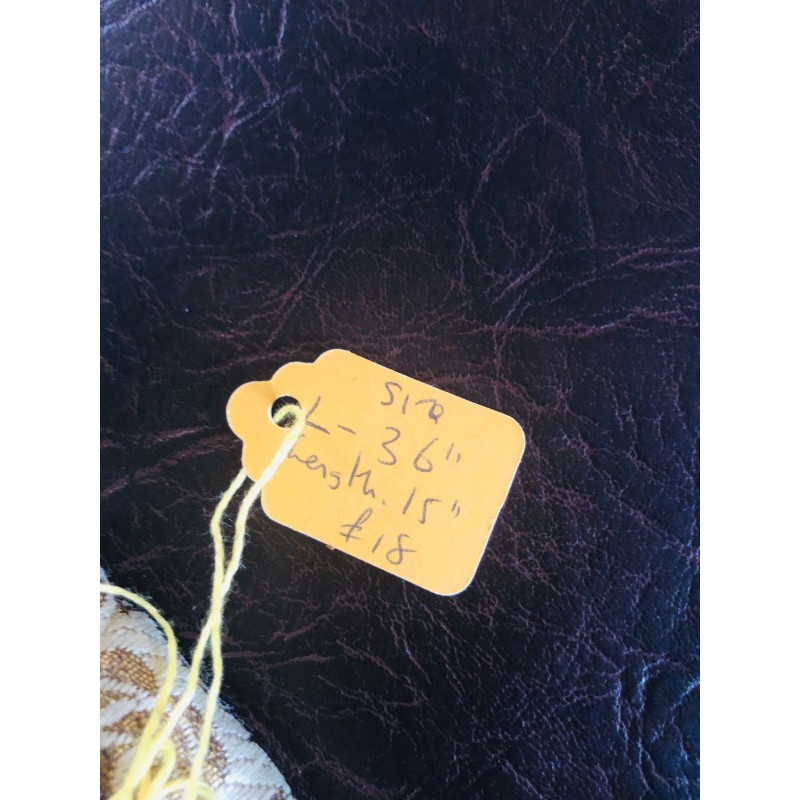 Size
L - 36"
Length. 15"
£18